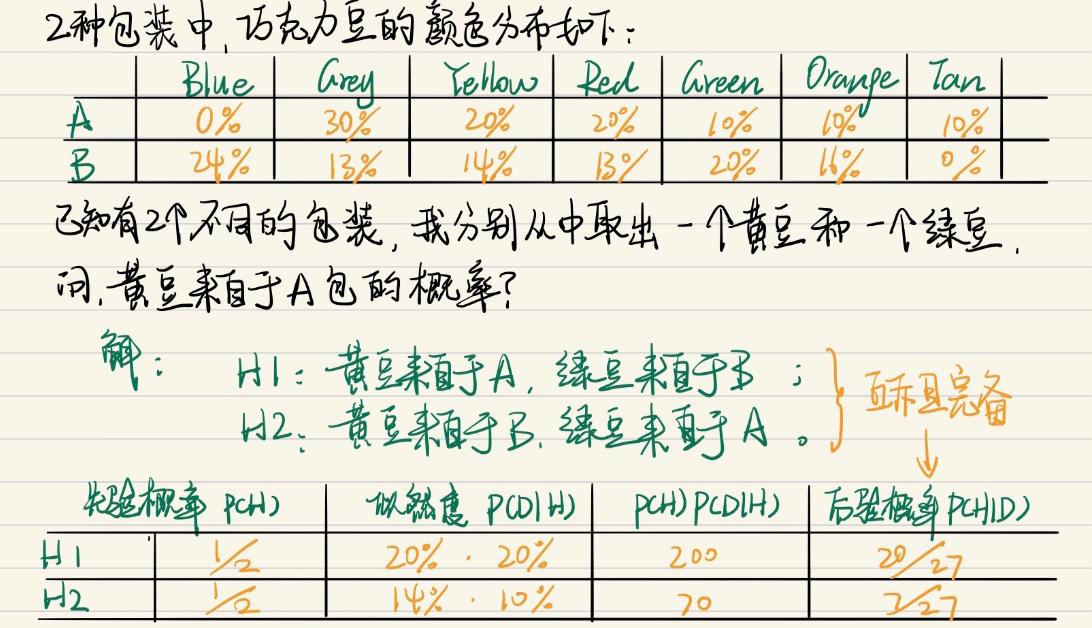 2种包装中,巧克力豆的颜色分布如下:
Blue Grey Yellow Red Green Orange Tan
A 0% 30% 20% 20% 10% 10% 10%
B 24% 13% 14% 13% 20% 16% 0%
已知有2个不同的包装,我分别从中取出一个黄豆和一个绿豆,
问,黄豆来自于A包的概率?
解: H1:黄豆来自于A,绿豆来自于B ;
H2:黄豆来自于B,绿豆来自于A 。
互斥且完备
先验概率 P(H) 似然度 P(D|H) P(H)P(D|H) 后验概率P(H|D)
H1 1/2 20% · 20% 200 20/27
H2 1/2 14% · 10% 70 7/27